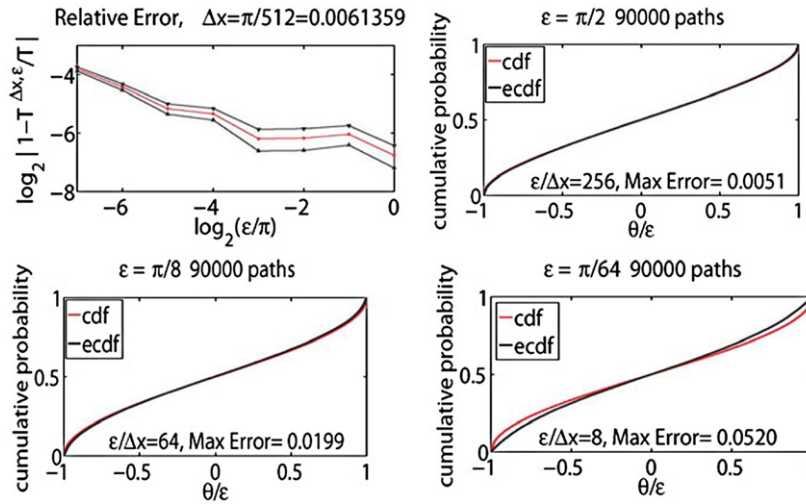 Relative Error, Δx=π/512=0.0061359
log₂ | 1−T^Δx,ε/T|
−4
−6
−8
−6
−4
−2
0
log₂(ε/π)
ε = π/2 90000 paths
cumulative probability
1
0.5
0
cdf
ecdf
ε/Δx=256, Max Error= 0.0051
−1
−0.5
0
0.5
1
θ/ε
ε = π/8 90000 paths
cumulative probability
1
0.5
0
cdf
ecdf
ε/Δx=64, Max Error= 0.0199
−1
−0.5
0
0.5
1
θ/ε
ε = π/64 90000 paths
cumulative probability
1
0.5
0
cdf
ecdf
ε/Δx=8, Max Error= 0.0520
−1
−0.5
0
0.5
θ/ε